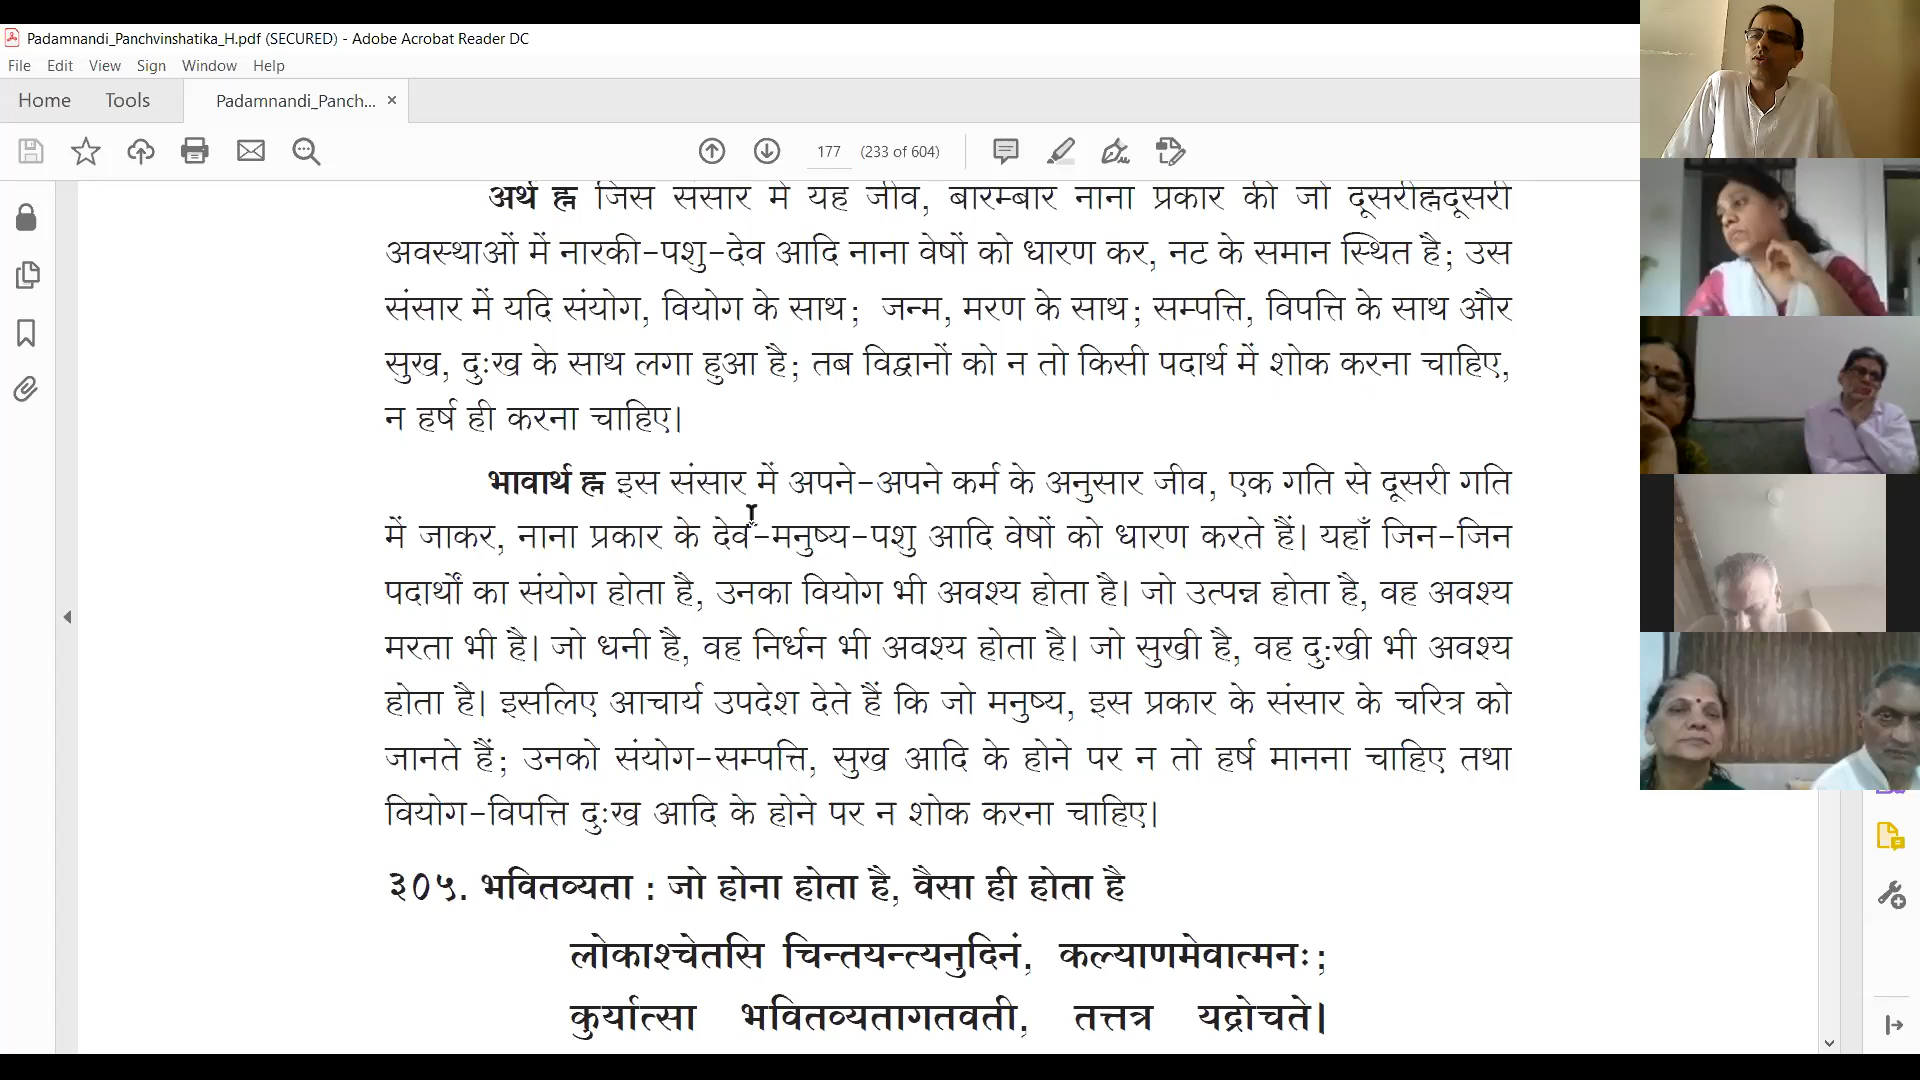 Padamnandi_Panchvinshatika_H.pdf (SECURED) - Adobe Acrobat Reader DC
File Edit View Sign Window Help
Home Tools Padamnandi_Panch... ×
177 (233 of 604)
अर्थ ह्न जिस संसार में यह जीव, बारम्बार नाना प्रकार की जो दूसरीह्नदूसरी
अवस्थाओं में नारकी-पशु-देव आदि नाना वेषों को धारण कर, नट के समान स्थित है; उस
संसार में यदि संयोग, वियोग के साथ; जन्म, मरण के साथ; सम्पत्ति, विपत्ति के साथ और
सुख, दुःख के साथ लगा हुआ है; तब विद्वानों को न तो किसी पदार्थ में शोक करना चाहिए,
न हर्ष ही करना चाहिए।
भावार्थ ह्न इस संसार में अपने-अपने कर्म के अनुसार जीव, एक गति से दूसरी गति
में जाकर, नाना प्रकार के देव-मनुष्य-पशु आदि वेषों को धारण करते हैं। यहाँ जिन-जिन
पदार्थों का संयोग होता है, उनका वियोग भी अवश्य होता है। जो उत्पन्न होता है, वह अवश्य
मरता भी है। जो धनी है, वह निर्धन भी अवश्य होता है। जो सुखी है, वह दुःखी भी अवश्य
होता है। इसलिए आचार्य उपदेश देते हैं कि जो मनुष्य, इस प्रकार के संसार के चरित्र को
जानते हैं; उनको संयोग-सम्पत्ति, सुख आदि के होने पर न तो हर्ष मानना चाहिए तथा
वियोग-विपत्ति दुःख आदि के होने पर न शोक करना चाहिए।
३०५. भवितव्यता : जो होना होता है, वैसा ही होता है
लोकाश्चेतसि चिन्तयन्त्यनुदिनं, कल्याणमेवात्मनः;
कुर्यात्सा भवितव्यतागतवती, तत्तत्र यद्रोचते।